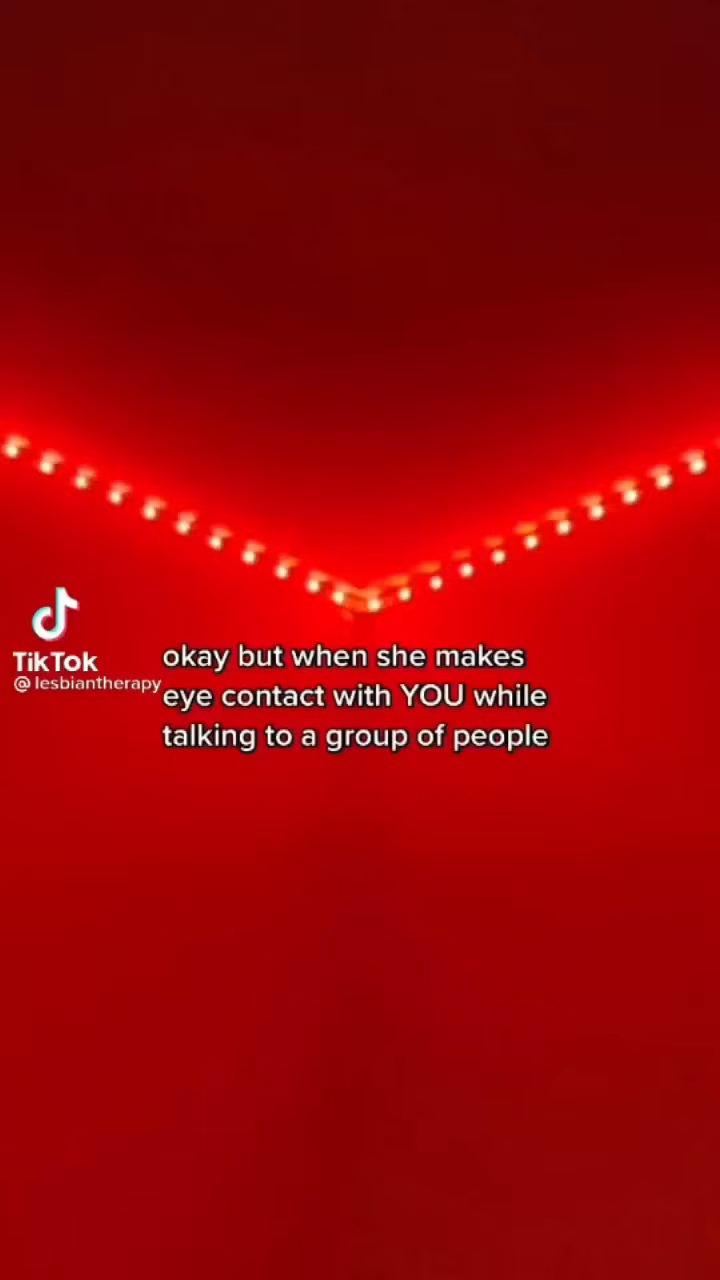 TikTok
@lesbiantherapy
okay but when she makes
eye contact with YOU while
talking to a group of people